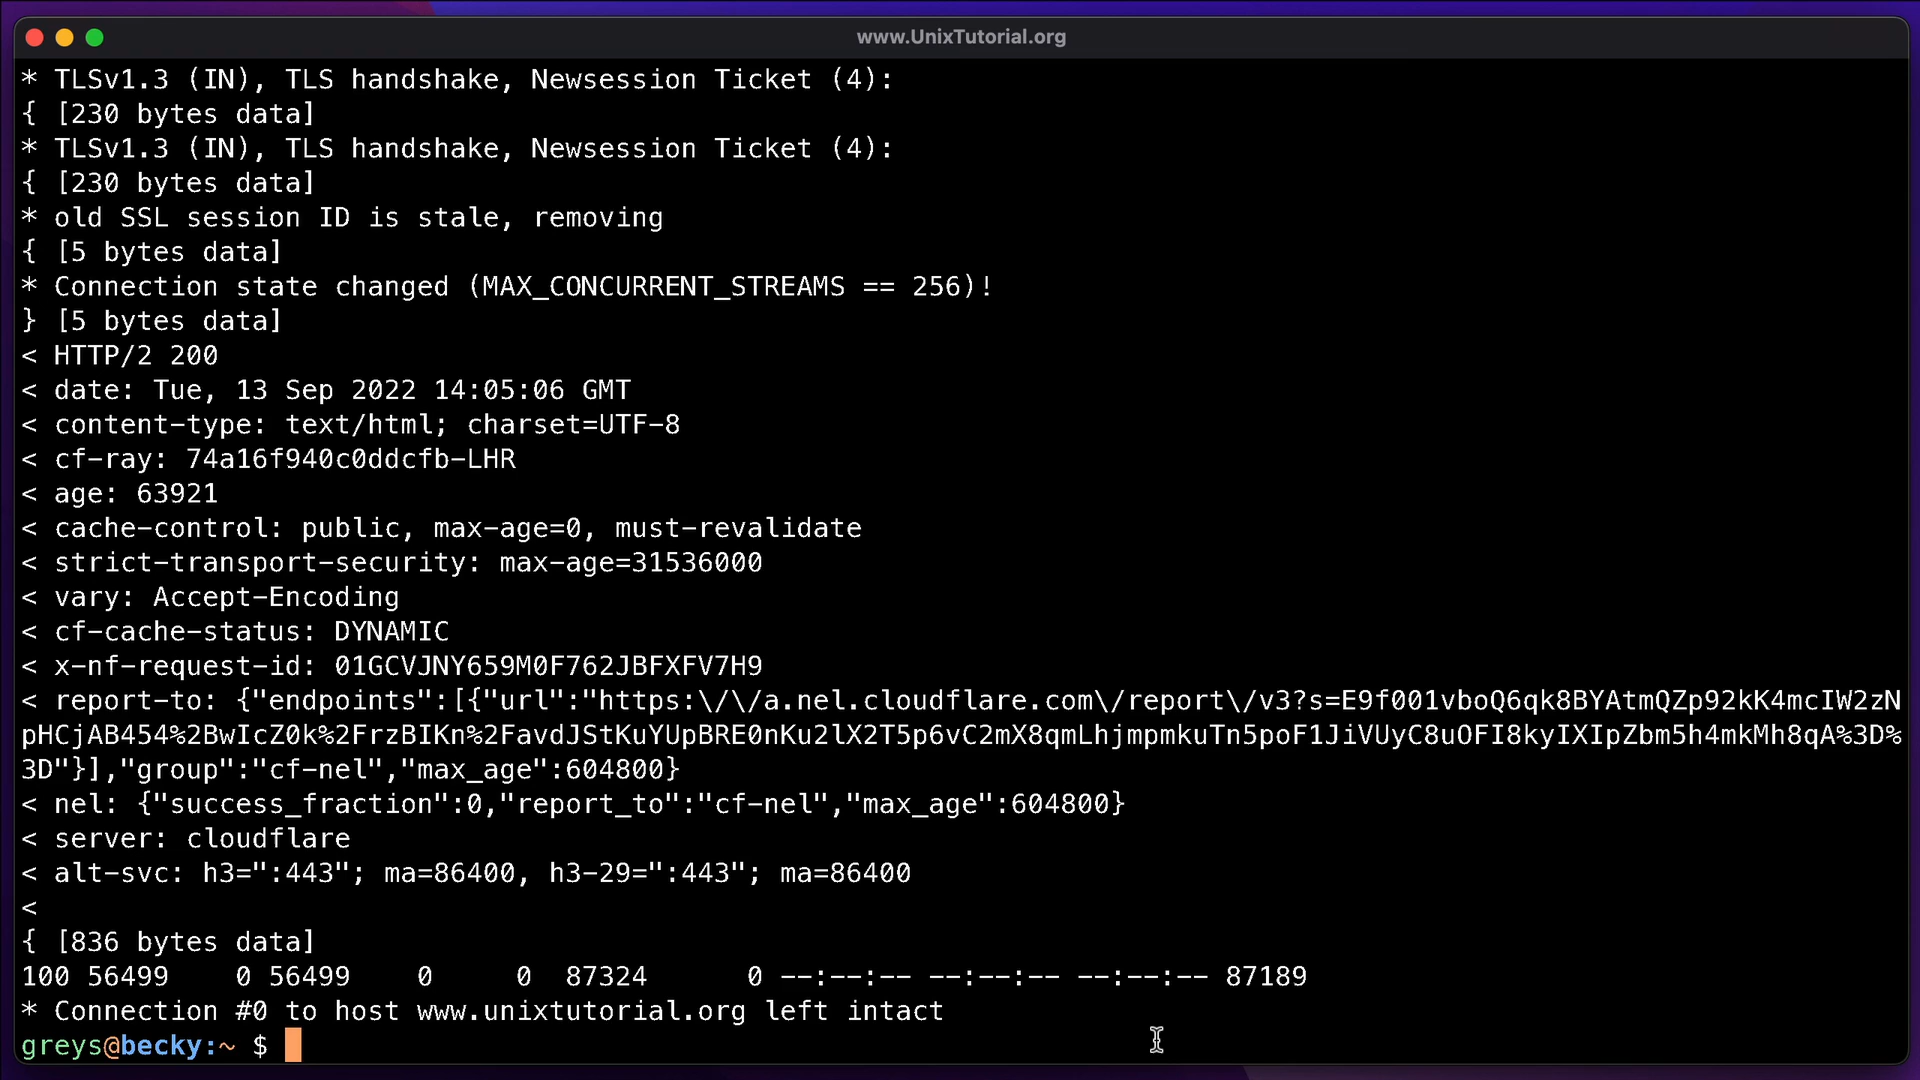 www.UnixTutorial.org
* TLSv1.3 (IN), TLS handshake, Newsession Ticket (4):
{ [230 bytes data]
* TLSv1.3 (IN), TLS handshake, Newsession Ticket (4):
{ [230 bytes data]
* old SSL session ID is stale, removing
{ [5 bytes data]
* Connection state changed (MAX_CONCURRENT_STREAMS == 256)!
} [5 bytes data]
< HTTP/2 200
< date: Tue, 13 Sep 2022 14:05:06 GMT
< content-type: text/html; charset=UTF-8
< cf-ray: 74a16f940c0ddcfb-LHR
< age: 63921
< cache-control: public, max-age=0, must-revalidate
< strict-transport-security: max-age=31536000
< vary: Accept-Encoding
< cf-cache-status: DYNAMIC
< x-nf-request-id: 01GCVJNY659M0F762JBFXFV7H9
< report-to: {"endpoints":[{"url":"https:\/\/a.nel.cloudflare.com\/report\/v3?s=E9f001vboQ6qk8BYAtmQZp92kK4mcIW2zN
pHCjAB454%2BwIcZ0k%2FrzBIKn%2FavdJStKuYUpBRE0nKu2lX2T5p6vC2mX8qmLhjmpmkuTn5poF1JiVUyC8uOFI8kyIXIpZbm5h4mkMh8qA%3D%
3D"}],"group":"cf-nel","max_age":604800}
< nel: {"success_fraction":0,"report_to":"cf-nel","max_age":604800}
< server: cloudflare
< alt-svc: h3=":443"; ma=86400, h3-29=":443"; ma=86400
<
{ [836 bytes data]
100 56499    0 56499    0     0  87324      0 --:--:-- --:--:-- --:--:-- 87189
* Connection #0 to host www.unixtutorial.org left intact
greys@becky:~ $